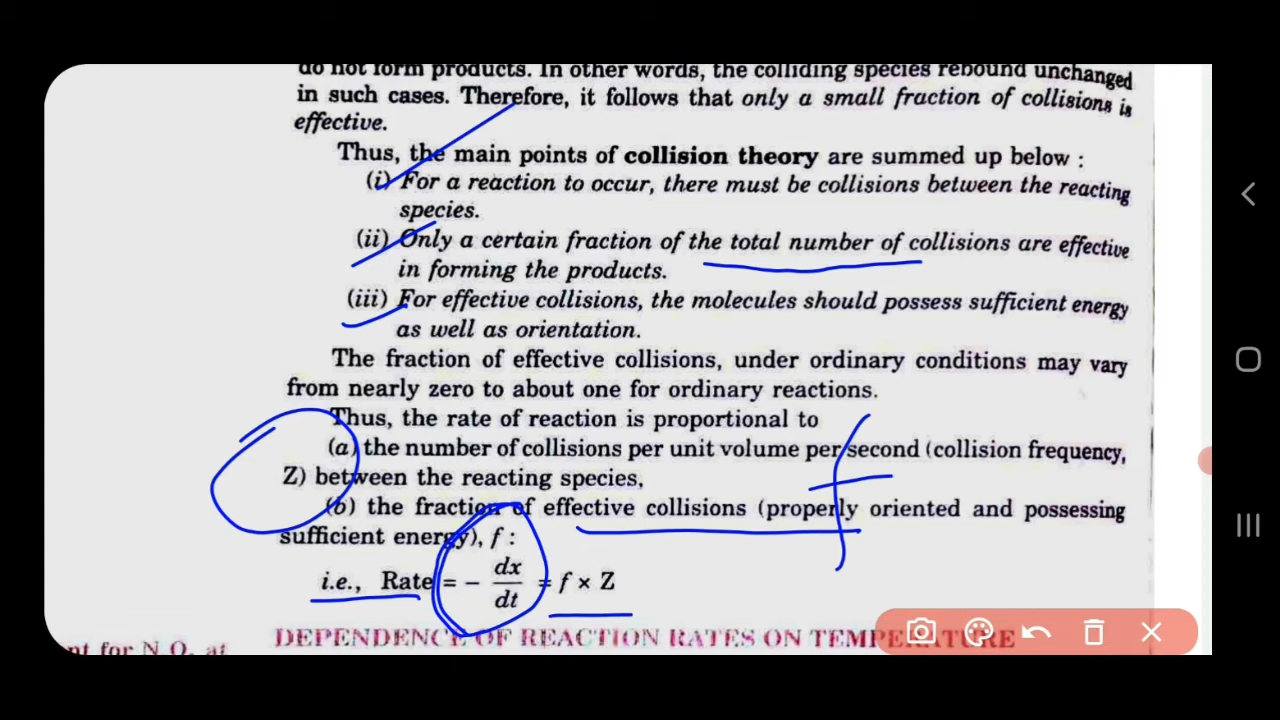 do not form products. In other words, the colliding species rebound unchanged
in such cases. Therefore, it follows that only a small fraction of collisions is
effective.
Thus, the main points of collision theory are summed up below :
(i) For a reaction to occur, there must be collisions between the reacting
species.
(ii) Only a certain fraction of the total number of collisions are effective
in forming the products.
(iii) For effective collisions, the molecules should possess sufficient energy
as well as orientation.
The fraction of effective collisions, under ordinary conditions may vary
from nearly zero to about one for ordinary reactions.
Thus, the rate of reaction is proportional to
(a) the number of collisions per unit volume per second (collision frequency,
Z) between the reacting species,
(b) the fraction of effective collisions (properly oriented and possessing
sufficient energy), f :
i.e., Rate = - dx/dt = f × Z
f
DEPENDENCE OF REACTION RATES ON TEMPERATURE
nt for N O at